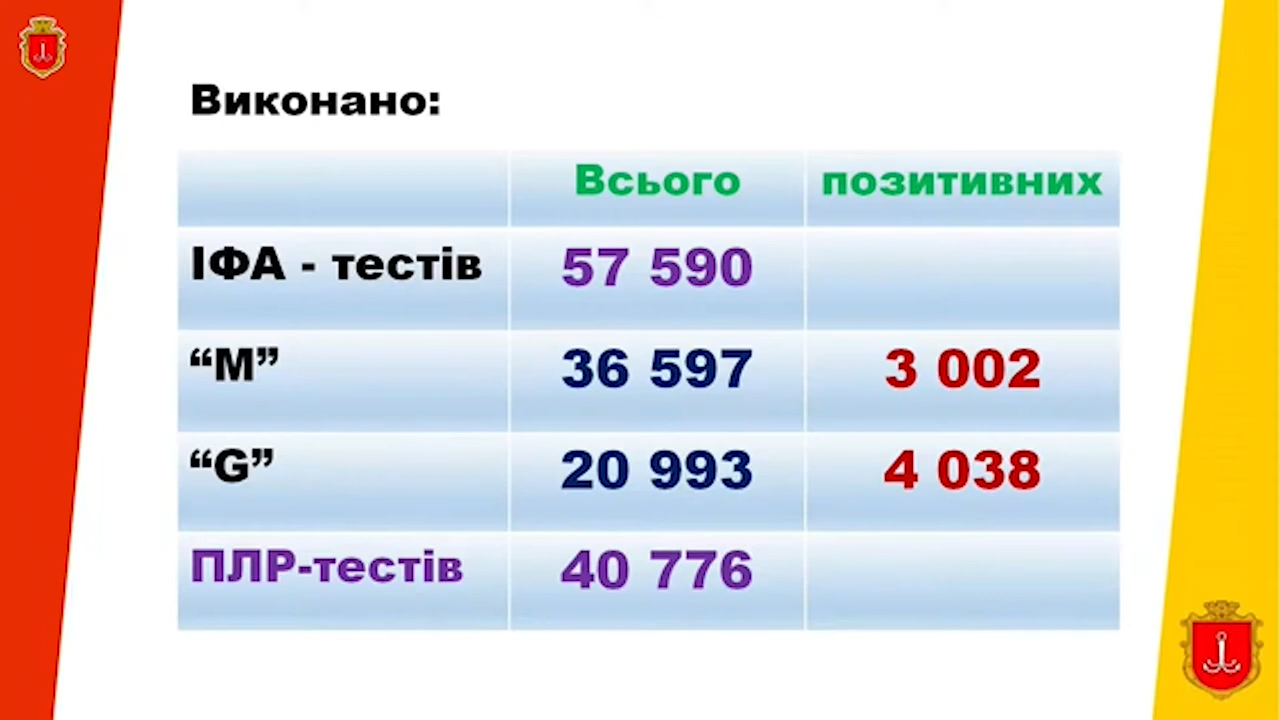 Виконано:
Всього позитивних
ІФА - тестів 57 590
“М” 36 597 3 002
“G” 20 993 4 038
ПЛР-тестів 40 776